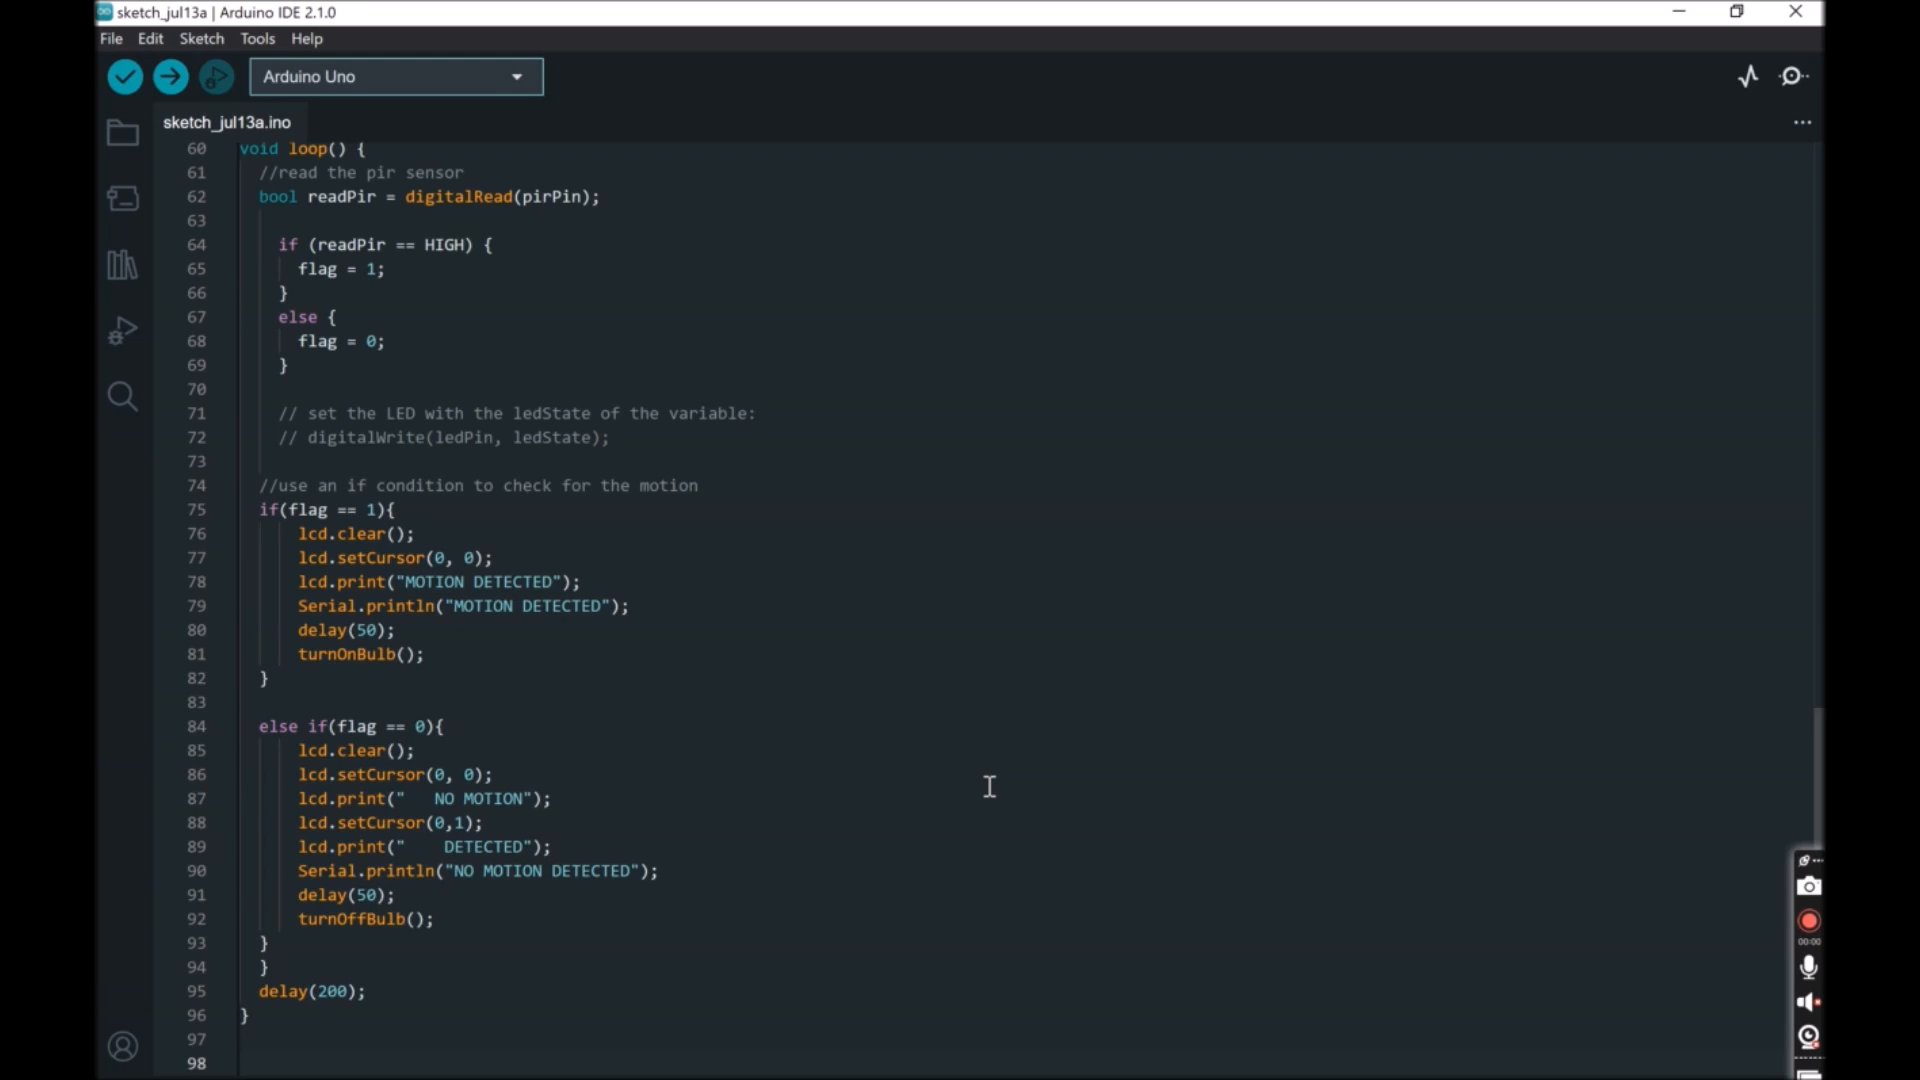 sketch_jul13a | Arduino IDE 2.1.0
File Edit Sketch Tools Help
Arduino Uno
sketch_jul13a.ino
60 void loop() {
61 //read the pir sensor
62 bool readPir = digitalRead(pirPin);
63
64 if (readPir == HIGH) {
65 flag = 1;
66 }
67 else {
68 flag = 0;
69 }
70
71 // set the LED with the ledState of the variable:
72 // digitalWrite(ledPin, ledState);
73
74 //use an if condition to check for the motion
75 if(flag == 1){
76 lcd.clear();
77 lcd.setCursor(0, 0);
78 lcd.print("MOTION DETECTED");
79 Serial.println("MOTION DETECTED");
80 delay(50);
81 turnOnBulb();
82 }
83
84 else if(flag == 0){
85 lcd.clear();
86 lcd.setCursor(0, 0);
87 lcd.print("   NO MOTION");
88 lcd.setCursor(0,1);
89 lcd.print("    DETECTED");
90 Serial.println("NO MOTION DETECTED");
91 delay(50);
92 turnOffBulb();
93 }
94 }
95 delay(200);
96 }
97
98
00:00